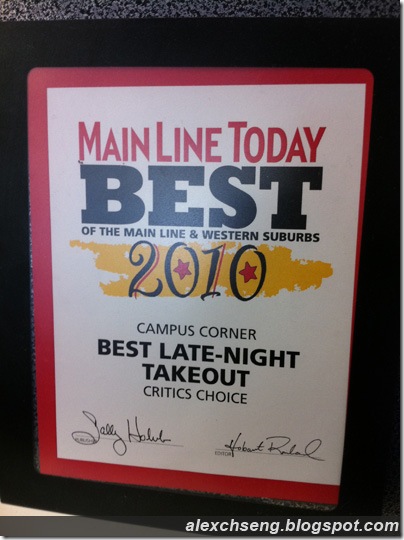 MAIN LINE TODAY
BEST
OF THE MAIN LINE & WESTERN SUBURBS
2010
CAMPUS CORNER
BEST LATE-NIGHT
TAKEOUT
CRITICS CHOICE
EDITOR
alexchseng.blogspot.com